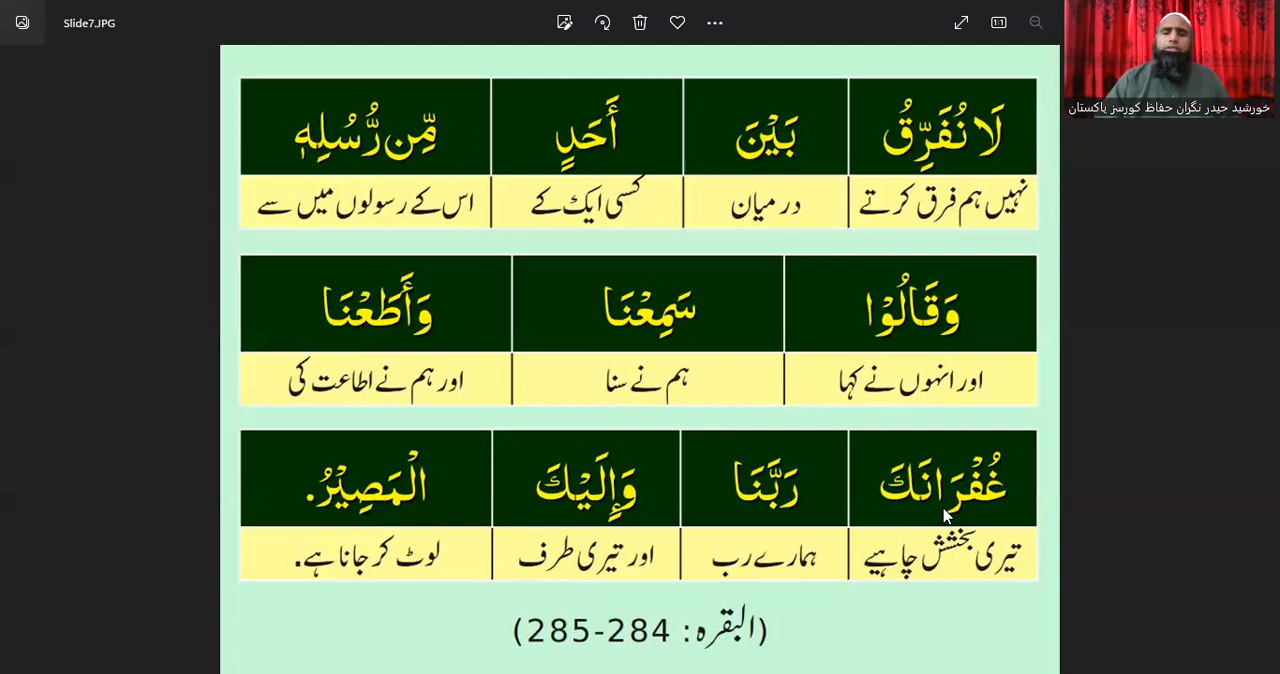 Slide7.JPG
1:1
خورشید حیدر نگران حفاظ کورسز پاکستان
لَا نُفَرِّقُ بَيْنَ أَحَدٍ مِّن رُّسُلِهٖ
نہیں ہم فرق کرتے درمیان کسی ایک کے اس کے رسولوں میں سے
وَقَالُوْا سَمِعْنَا وَأَطَعْنَا
اور انہوں نے کہا ہم نے سنا اور ہم نے اطاعت کی
غُفْرَانَكَ رَبَّنَا وَإِلَيْكَ الْمَصِيْرُ.
تیری بخشش چاہیے ہمارے رب اور تیری طرف لوٹ کر جانا ہے.
(البقرہ: 284-285)